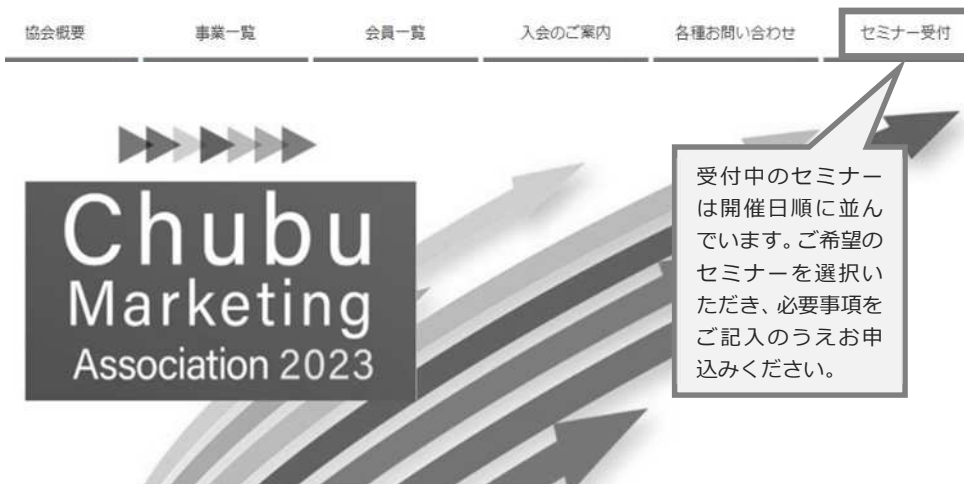 協会概要
事業一覧
会員一覧
入会のご案内
各種お問い合わせ
セミナー受付
Chubu
Marketing
Association 2023
受付中のセミナー
は開催日順に並ん
でいます。ご希望の
セミナーを選択い
ただき、必要事項を
ご記入のうえお申
込みください。